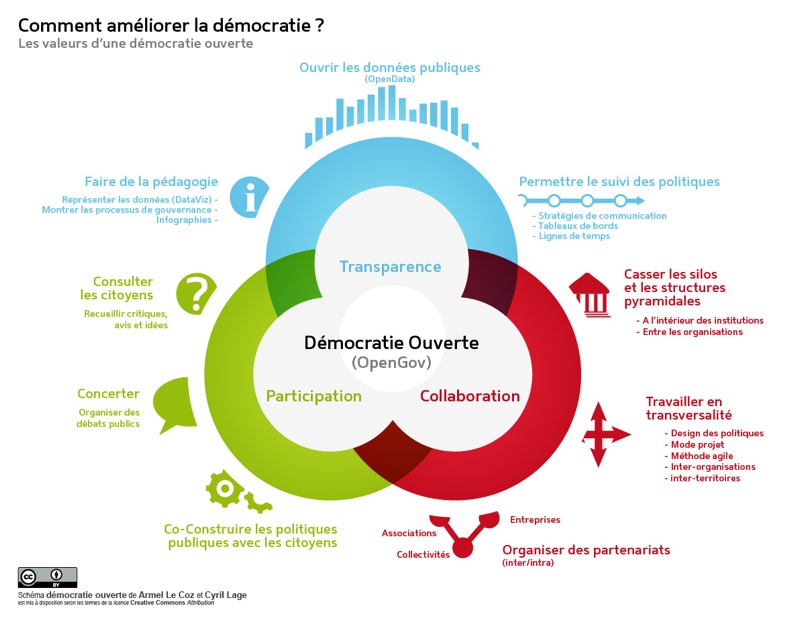 Comment améliorer la démocratie ?
Les valeurs d'une démocratie ouverte
Ouvrir les données publiques
(OpenData)
Faire de la pédagogie
Représenter les données (DataViz) -
Montrer les processus de gouvernance -
Infographies -
i
Permettre le suivi des politiques
- Stratégies de communication
- Tableaux de bords
- Lignes de temps
Transparence
Consulter
les citoyens
Recueillir critiques,
avis et idées
?
Casser les silos
et les structures
pyramidales
- A l'intérieur des institutions
- Entre les organisations
Démocratie Ouverte
(OpenGov)
Participation
Collaboration
Concerter
Organiser des
débats publics
Travailler en
transversalité
- Design des politiques
- Mode projet
- Méthode agile
- Inter-organisations
- inter-territoires
Co-Construire les politiques
publiques avec les citoyens
Associations
Entreprises
Collectivités
Organiser des partenariats
(inter/intra)
cc
BY
Schéma démocratie ouverte de Armel Le Coz et Cyril Lage
est mis à disposition selon les termes de la licence Creative Commons Attribution